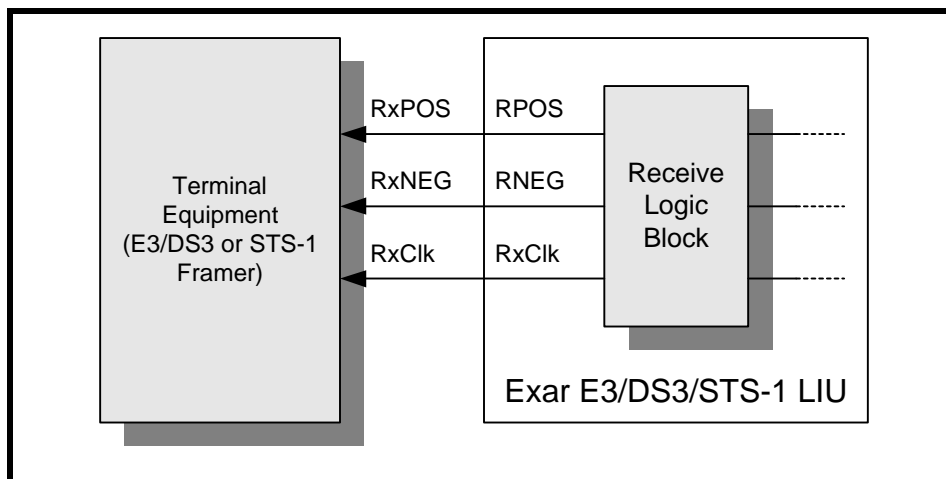 Terminal
Equipment
(E3/DS3 or STS-1
Framer)
RxPOS
RxNEG
RxClk
RPOS
RNEG
RxClk
Receive
Logic
Block
Exar E3/DS3/STS-1 LIU